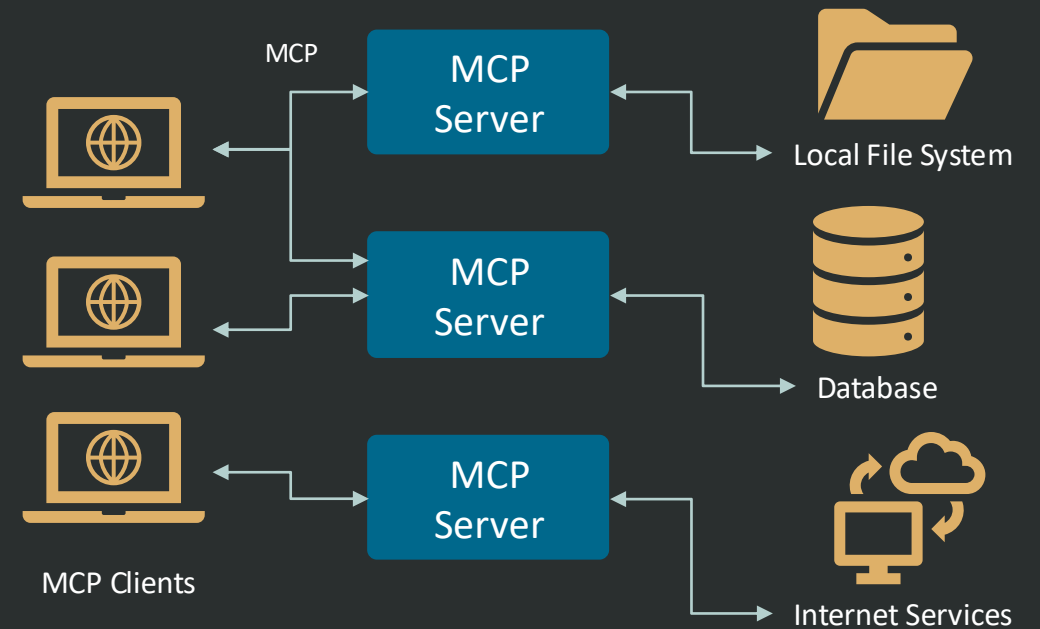 MCP
MCP
Server
Local File System
MCP
Server
Database
MCP
Server
MCP Clients
Internet Services